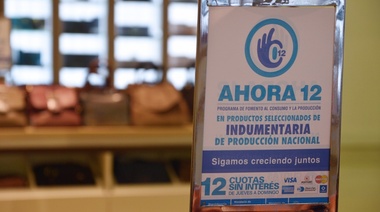 12
AHORA 12
PROGRAMA DE FOMENTO AL CONSUMO Y LA PRODUCCIÓN
EN PRODUCTOS SELECCIONADOS DE
INDUMENTARIA
DE PRODUCCIÓN NACIONAL
Sigamos creciendo juntos
12 CUOTAS
SIN INTERÉS
DE JUEVES A DOMINGO
VISA